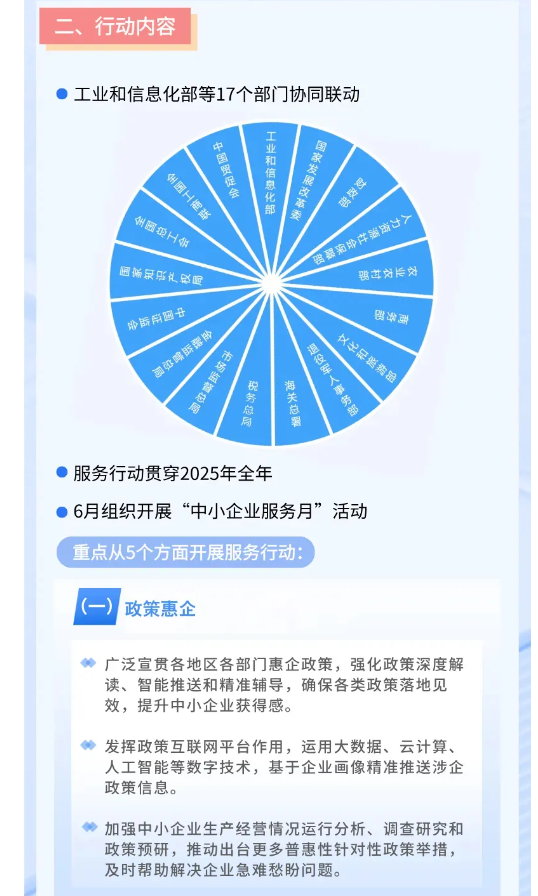 二、行动内容
工业和信息化部等17个部门协同联动
工业和信息化部
国家发展改革委
财政部
人力资源社会保障部
农业农村部
商务部
文化和旅游部
退役军人事务部
海关总署
税务总局
市场监管总局
金融监管总局
中国证监会
国家知识产权局
全国总工会
全国工商联
中国贸促会
服务行动贯穿2025年全年
6月组织开展“中小企业服务月”活动
重点从5个方面开展服务行动：
（一）政策惠企
广泛宣贯各地区各部门惠企政策，强化政策深度解
读、智能推送和精准辅导，确保各类政策落地见
效，提升中小企业获得感。
发挥政策互联网平台作用，运用大数据、云计算、
人工智能等数字技术，基于企业画像精准推送涉企
政策信息。
加强中小企业生产经营情况运行分析、调查研究和
政策预研，推动出台更多普惠性针对性政策举措，
及时帮助解决企业急难愁盼问题。